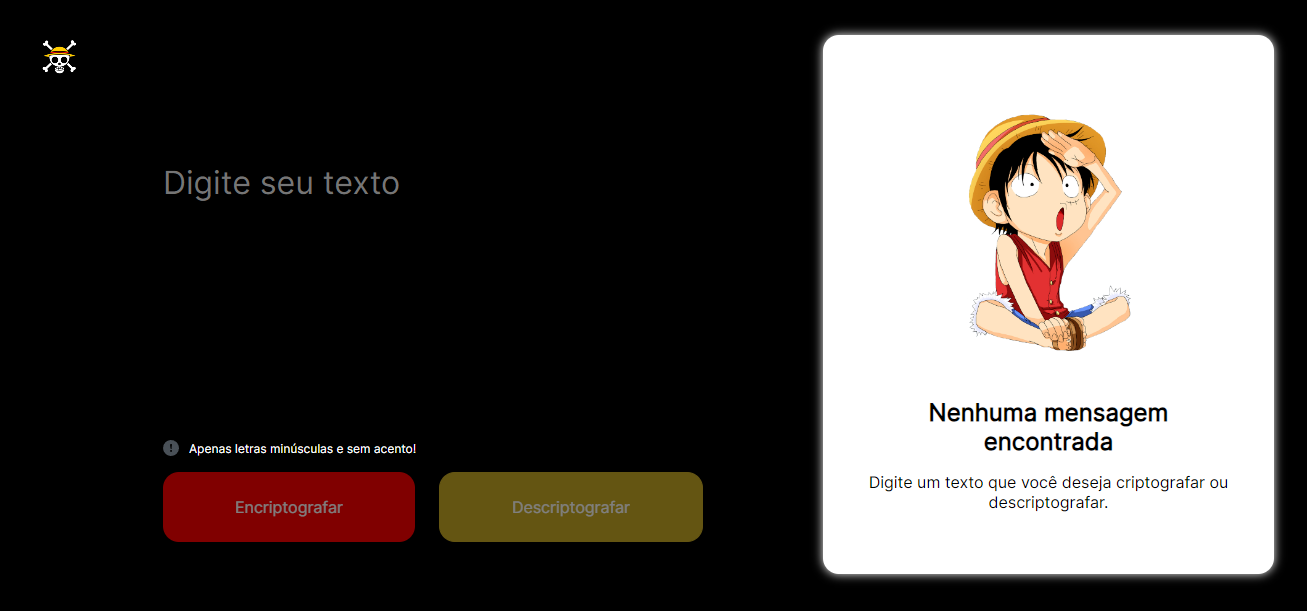 Digite seu texto
Apenas letras minúsculas e sem acento!
Encriptografar
Descriptografar
Nenhuma mensagem
encontrada
Digite um texto que você deseja criptografar ou
descriptografar.